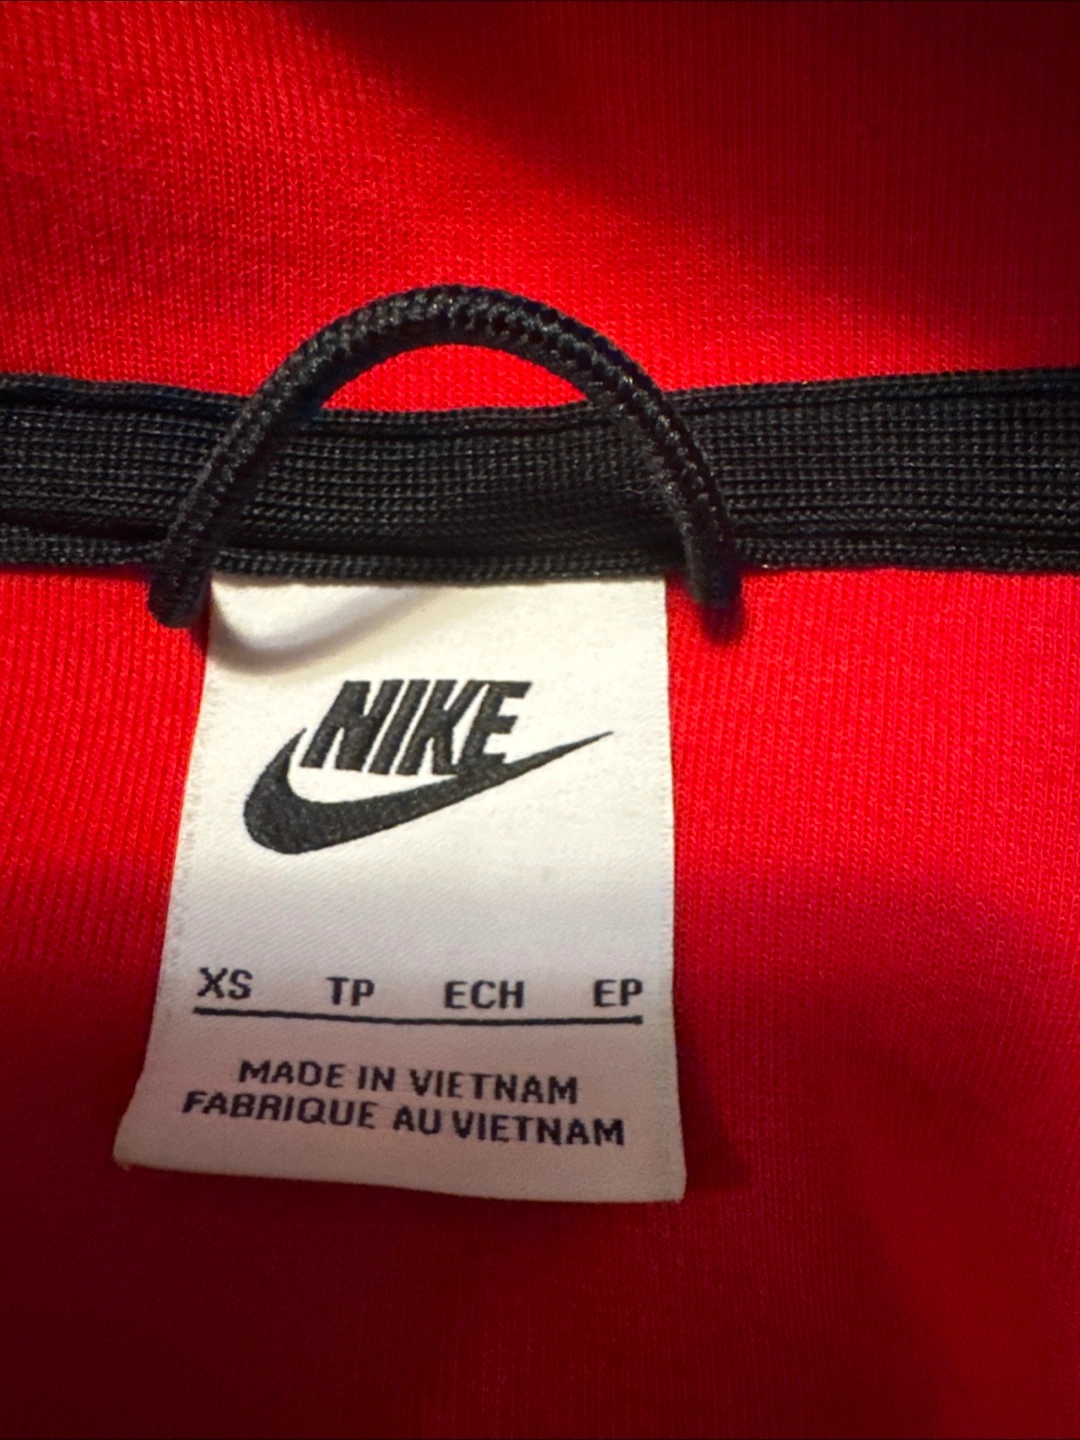 NIKE
XS TP ECH EP
MADE IN VIETNAM
FABRIQUE AU VIETNAM